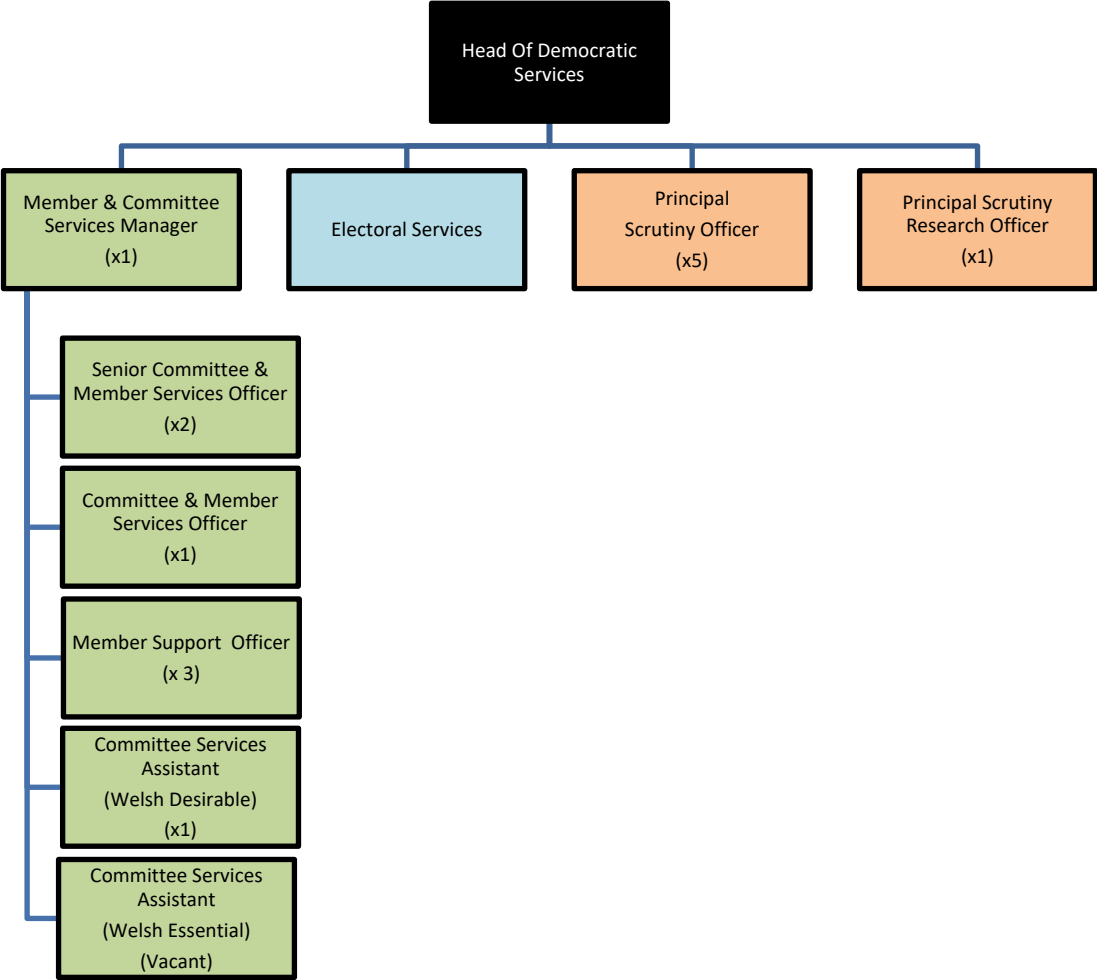 Head Of Democratic
Services
Member & Committee
Services Manager
(x1)
Electoral Services
Principal
Scrutiny Officer
(x5)
Principal Scrutiny
Research Officer
(x1)
Senior Committee &
Member Services Officer
(x2)
Committee & Member
Services Officer
(x1)
Member Support  Officer
(x 3)
Committee Services
Assistant
(Welsh Desirable)
(x1)
Committee Services
Assistant
(Welsh Essential)
(Vacant)